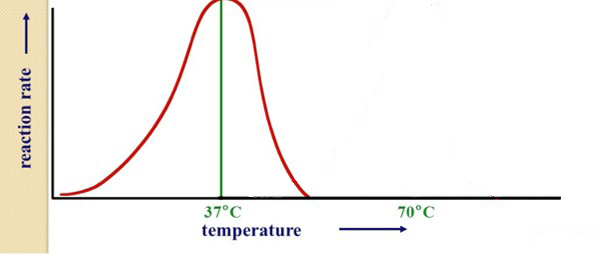 reaction rate
37°C
70°C
temperature